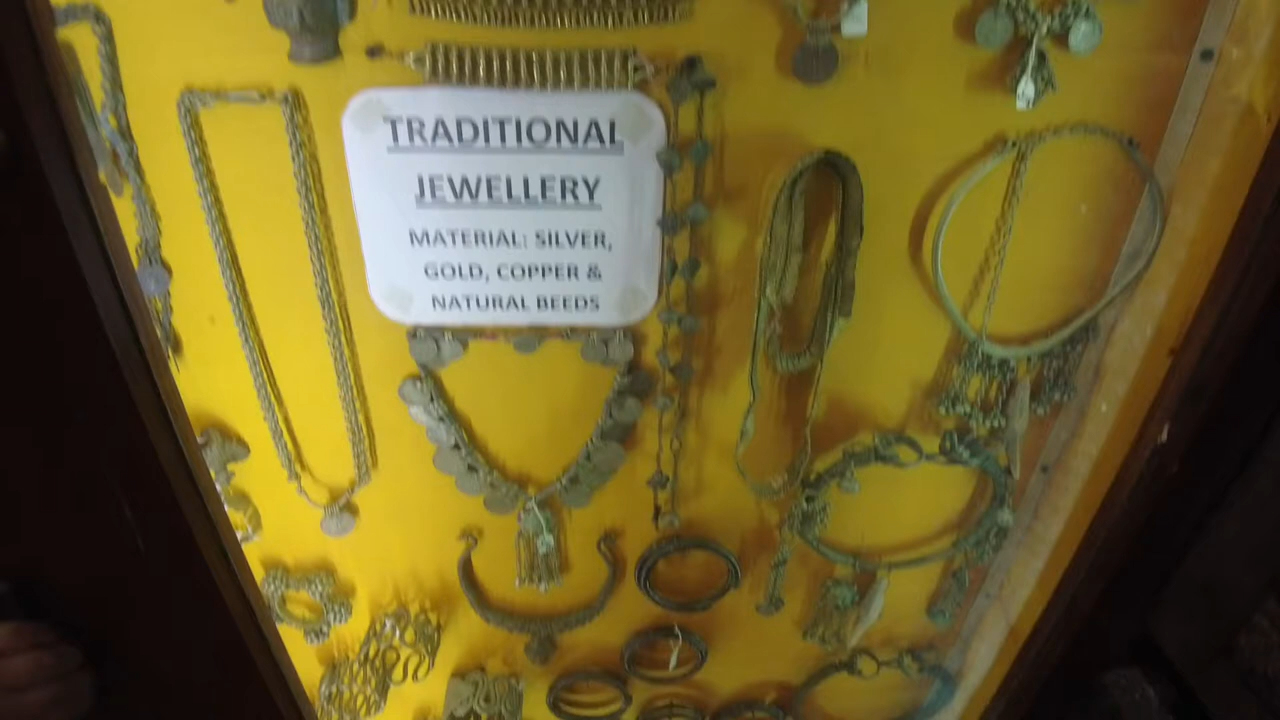 TRADITIONAL
JEWELLERY
MATERIAL: SILVER,
GOLD, COPPER &
NATURAL BEEDS